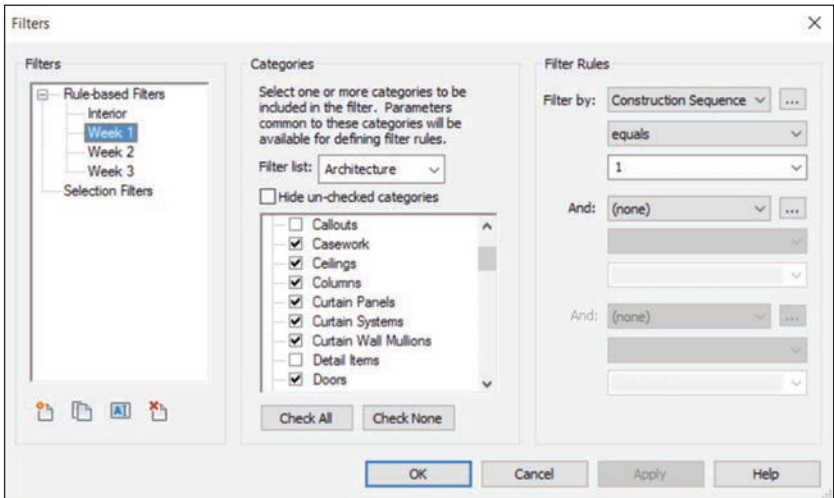 Filters
Filters
Rule-based Filters
Interior
Week 1
Week 2
Week 3
Selection Filters
Categories
Select one or more categories to be
included in the filter. Parameters
common to these categories will be
available for defining filter rules.
Filter list: Architecture
Hide un-checked categories
Callouts
Casework
Ceilings
Columns
Curtain Panels
Curtain Systems
Curtain Wall Mullions
Detail Items
Doors
Check All Check None
Filter Rules
Filter by: Construction Sequence ...
equals
1
And: (none) ...
And: (none) ...
OK Cancel Apply Help